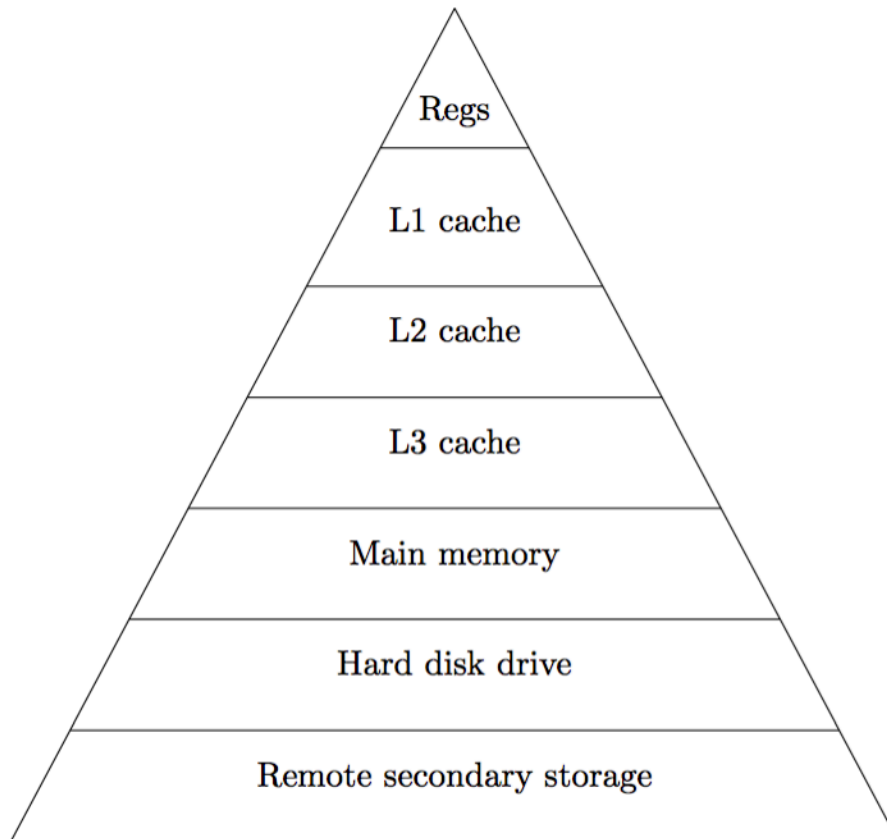 Regs
L1 cache
L2 cache
L3 cache
Main memory
Hard disk drive
Remote secondary storage